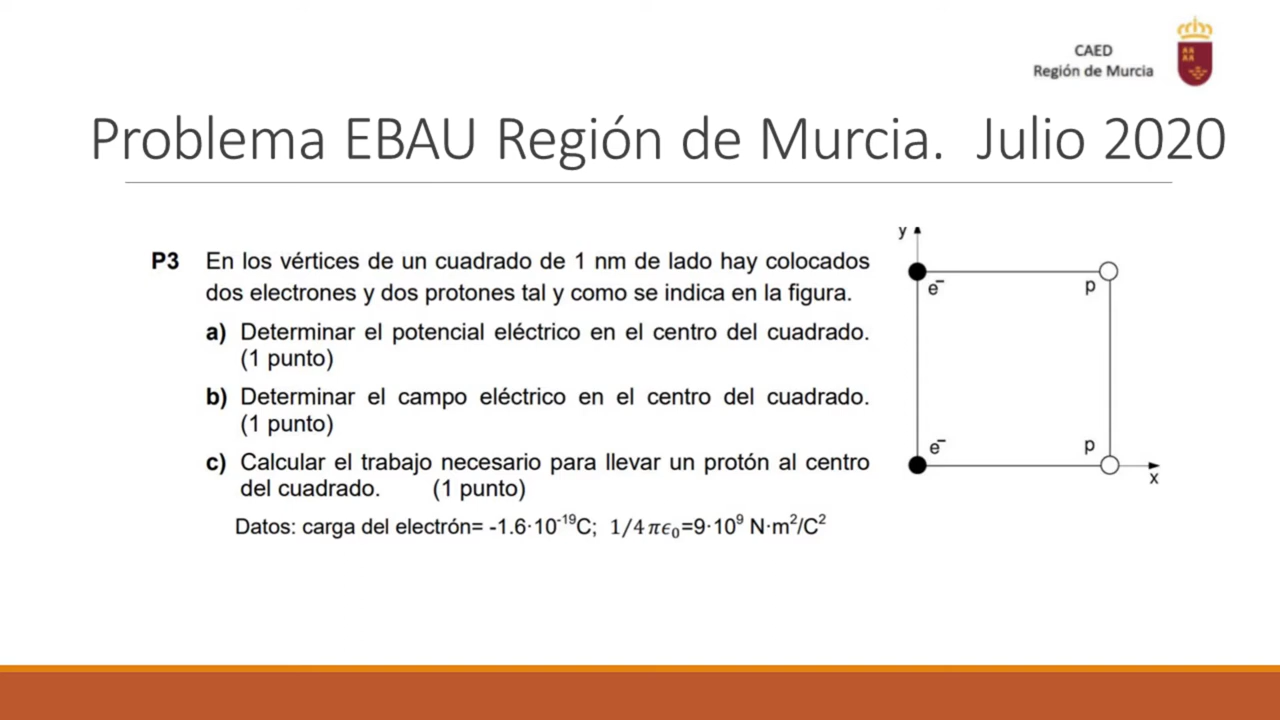 CAED
Región de Murcia
Problema EBAU Región de Murcia. Julio 2020
P3 En los vértices de un cuadrado de 1 nm de lado hay colocados
dos electrones y dos protones tal y como se indica en la figura.
a) Determinar el potencial eléctrico en el centro del cuadrado.
(1 punto)
b) Determinar el campo eléctrico en el centro del cuadrado.
(1 punto)
c) Calcular el trabajo necesario para llevar un protón al centro
del cuadrado. (1 punto)
Datos: carga del electrón= -1.6·10⁻¹⁹C; 1/4πϵ₀=9·10⁹ N·m²/C²
y
e⁻
p
e⁻
p
x